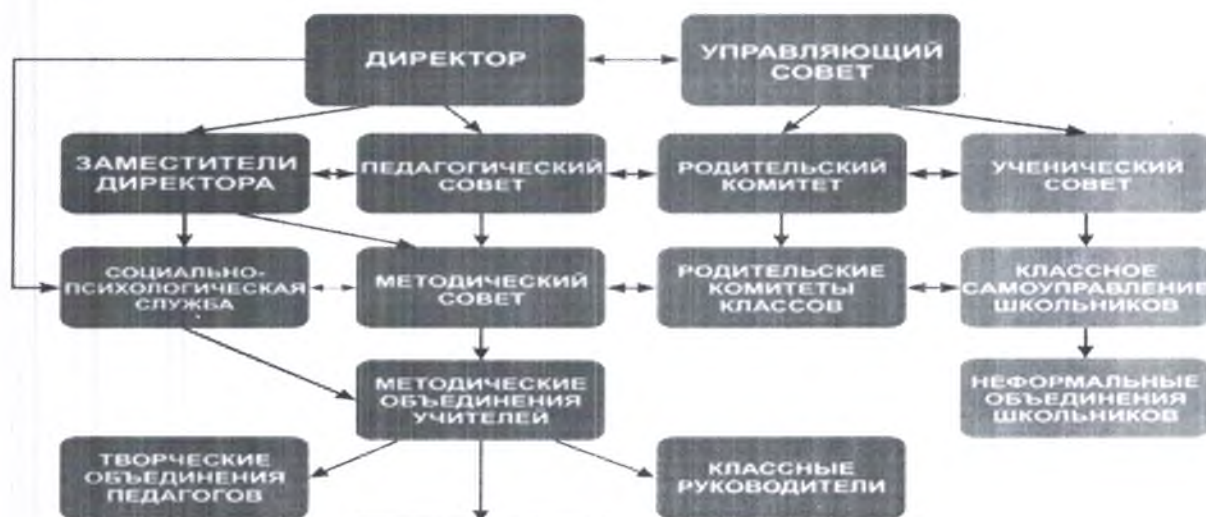 ДИРЕКТОР
УПРАВЛЯЮЩИЙ
СОВЕТ
ЗАМЕСТИТЕЛИ
ДИРЕКТОРА
ПЕДАГОГИЧЕСКИЙ
СОВЕТ
РОДИТЕЛЬСКИЙ
КОМИТЕТ
УЧЕНИЧЕСКИЙ
СОВЕТ
СОЦИАЛЬНО-
ПСИХОЛОГИЧЕСКАЯ
СЛУЖБА
МЕТОДИЧЕСКИЙ
СОВЕТ
РОДИТЕЛЬСКИЕ
КОМИТЕТЫ
КЛАССОВ
КЛАССНОЕ
САМОУПРАВЛЕНИЕ
ШКОЛЬНИКОВ
МЕТОДИЧЕСКИЕ
ОБЪЕДИНЕНИЯ
УЧИТЕЛЕЙ
НЕФОРМАЛЬНЫЕ
ОБЪЕДИНЕНИЯ
ШКОЛЬНИКОВ
ТВОРЧЕСКИЕ
ОБЪЕДИНЕНИЯ
ПЕДАГОГОВ
КЛАССНЫЕ
РУКОВОДИТЕЛИ